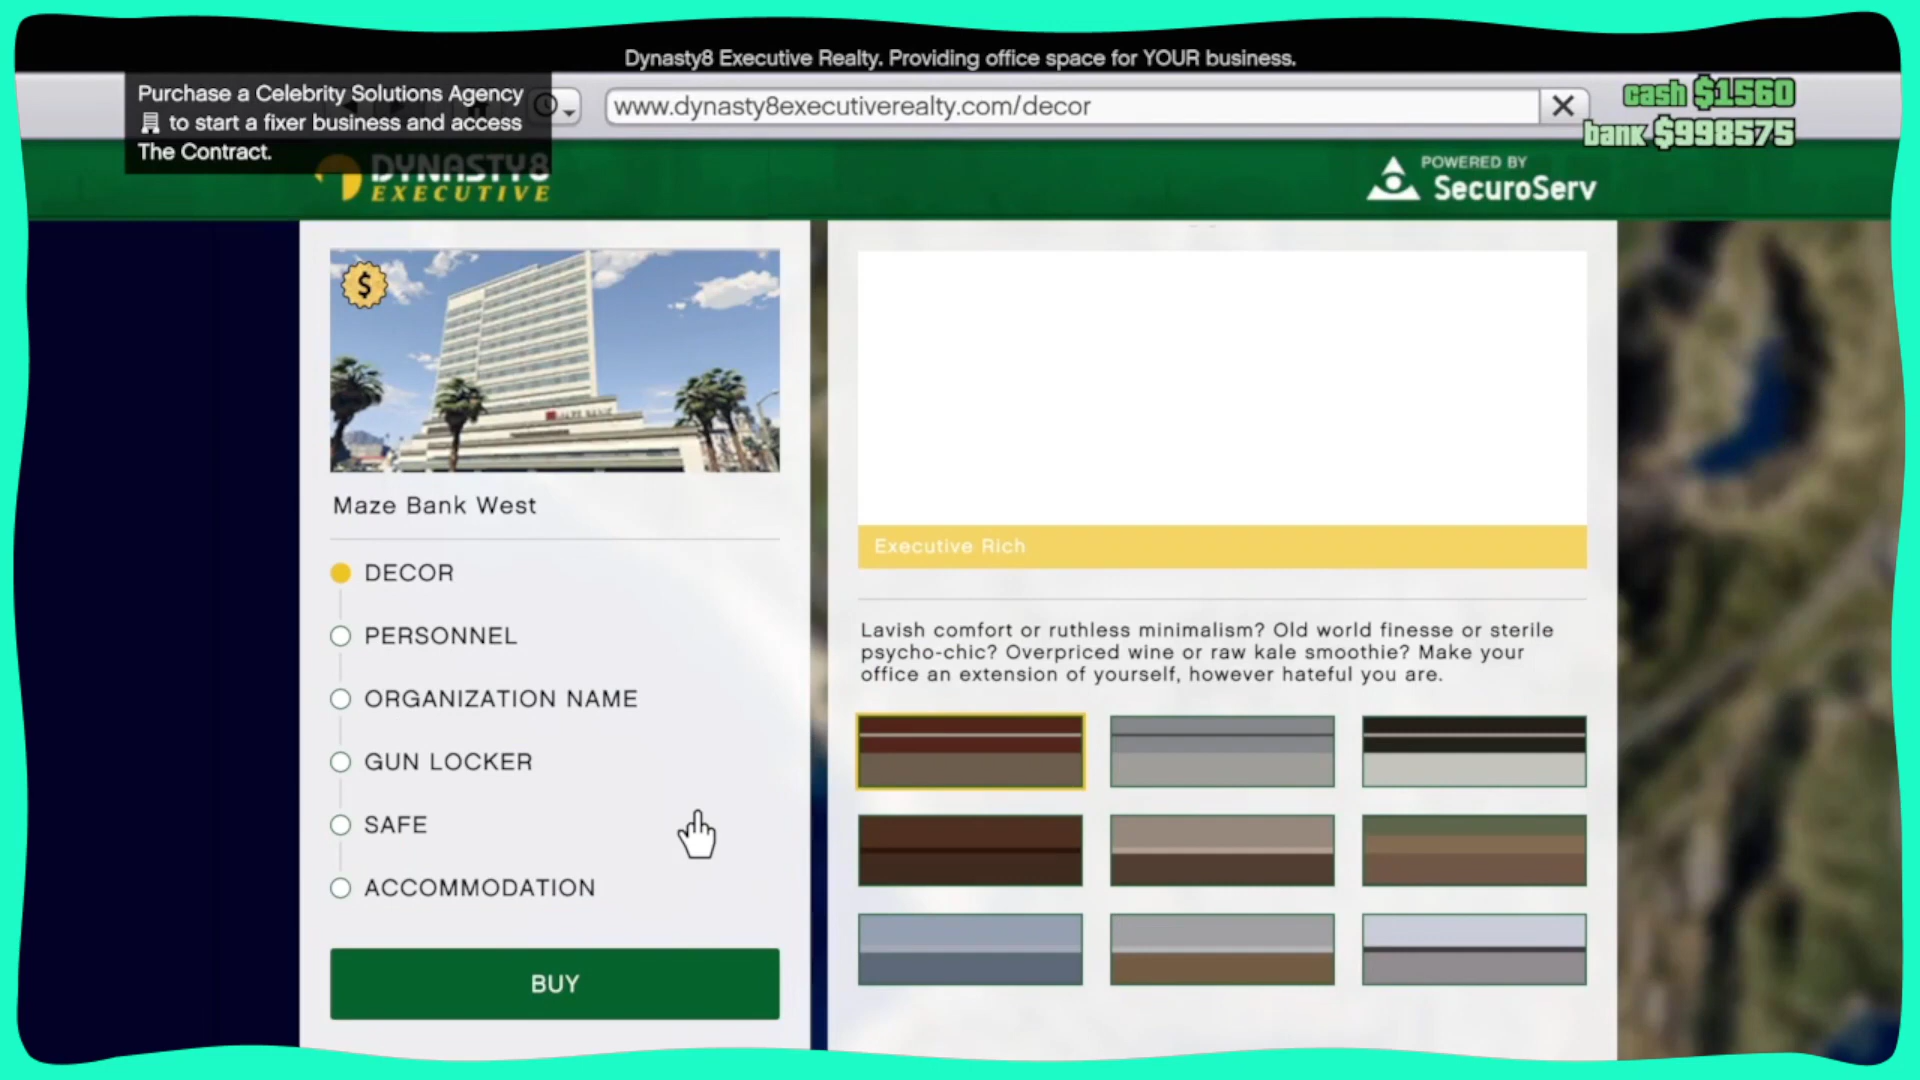 Dynasty8 Executive Realty. Providing office space for YOUR business.
Purchase a Celebrity Solutions Agency
to start a fixer business and access
The Contract.
www.dynasty8executiverealty.com/decor
cash $1560
bank $998575
DYNASTY8
EXECUTIVE
POWERED BY
SecuroServ
$
MAZE BANK
Maze Bank West
DECOR
PERSONNEL
ORGANIZATION NAME
GUN LOCKER
SAFE
ACCOMMODATION
BUY
Executive Rich
Lavish comfort or ruthless minimalism? Old world finesse or sterile
psycho-chic? Overpriced wine or raw kale smoothie? Make your
office an extension of yourself, however hateful you are.